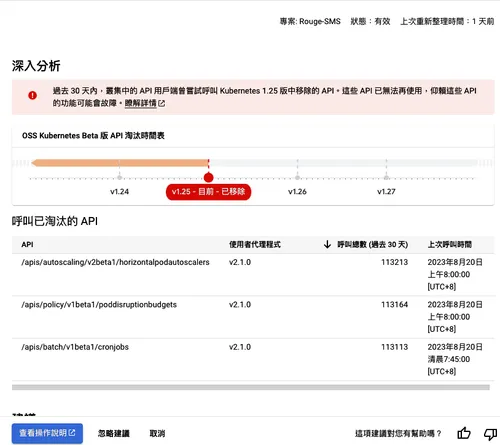 專案: Rouge-SMS 狀態：有效 上次重新整理時間：1 天前
深入分析
過去 30 天內，叢集中的 API 用戶端曾嘗試呼叫 Kubernetes 1.25 版中移除的 API。這些 API 已無法再使用，仰賴這些 API
的功能可能會故障。瞭解詳情
OSS Kubernetes Beta 版 API 淘汰時間表
v1.24 v1.25 - 目前 - 已移除 v1.26 v1.27
呼叫已淘汰的 API
API 使用者代理程式 呼叫總數 (過去 30 天) 上次呼叫時間
/apis/autoscaling/v2beta1/horizontalpodautoscalers v2.1.0 113213 2023年8月20日
上午8:00:00
[UTC+8]
/apis/policy/v1beta1/poddisruptionbudgets v2.1.0 113164 2023年8月20日
上午8:00:00
[UTC+8]
/apis/batch/v1beta1/cronjobs v2.1.0 113113 2023年8月20日
清晨7:45:00
[UTC+8]
查看操作說明 忽略建議 取消 這項建議對您有幫助嗎？